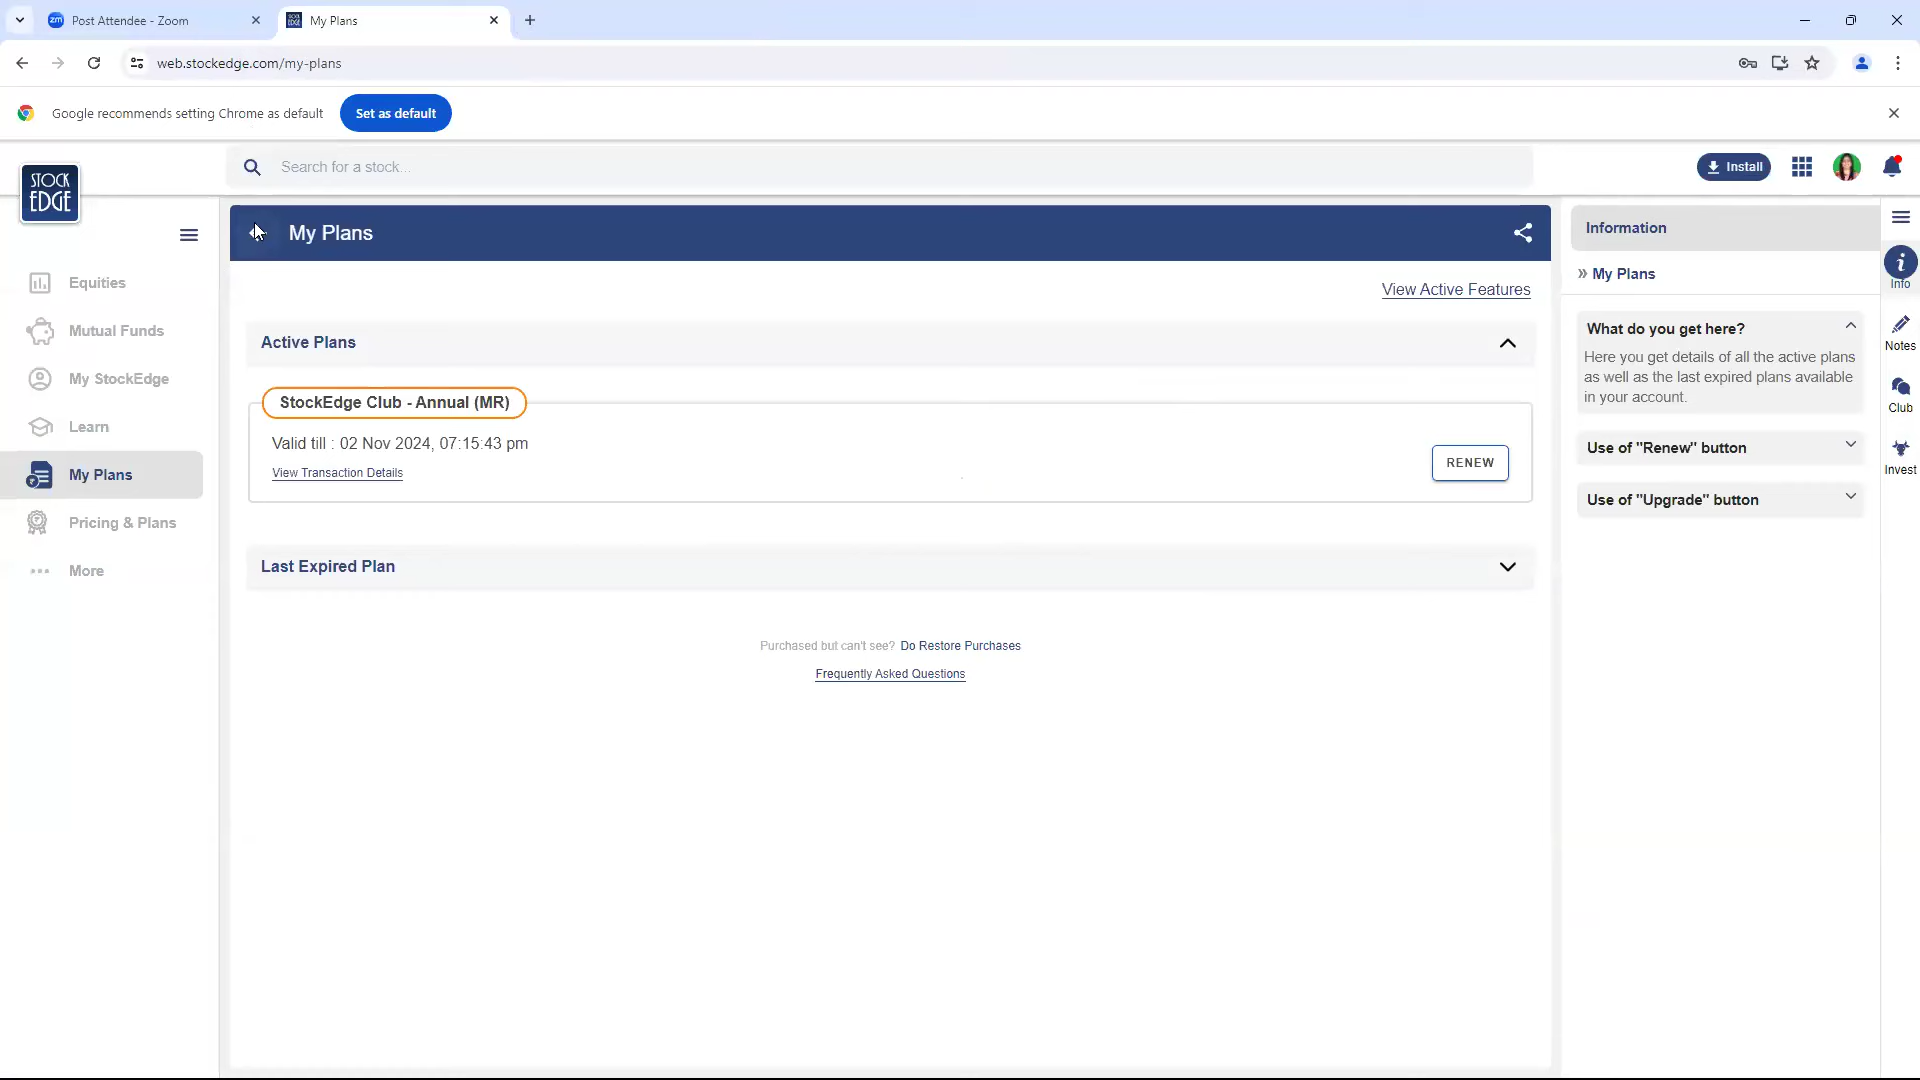 zm Post Attendee - Zoom
My Plans
web.stockedge.com/my-plans
Google recommends setting Chrome as default
Set as default
STOCK
EDGE
Search for a stock...
Install
Equities
Mutual Funds
My StockEdge
Learn
My Plans
Pricing & Plans
More
My Plans
View Active Features
Active Plans
StockEdge Club - Annual (MR)
Valid till : 02 Nov 2024, 07:15:43 pm
View Transaction Details
RENEW
Last Expired Plan
Purchased but can't see? Do Restore Purchases
Frequently Asked Questions
Information
» My Plans
What do you get here?
Here you get details of all the active plans
as well as the last expired plans available
in your account.
Use of "Renew" button
Use of "Upgrade" button
Info
Notes
Club
Invest